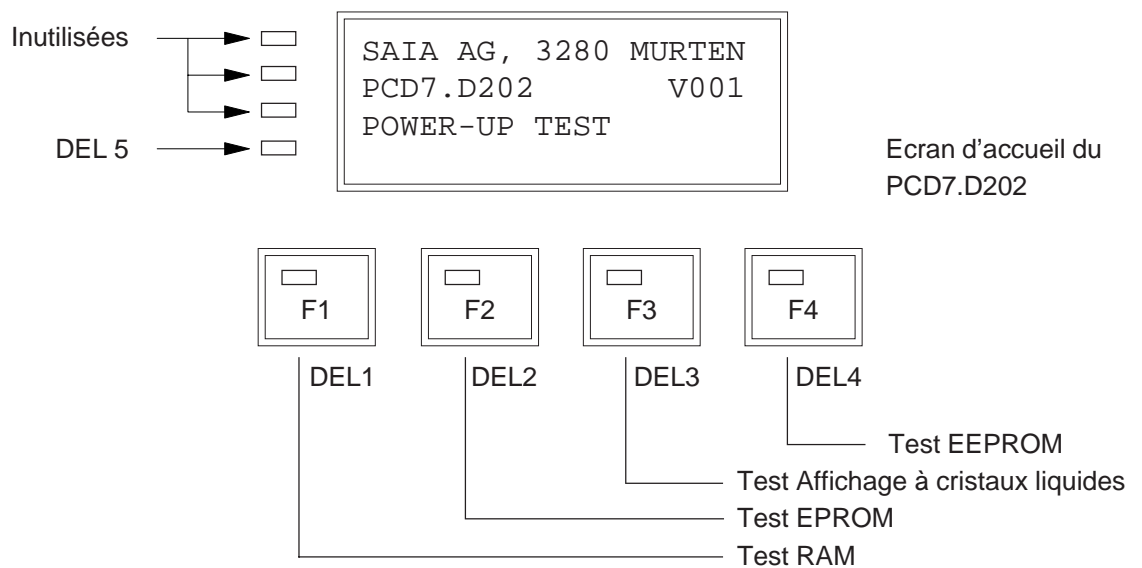 Inutilisées
DEL 5
SAIA AG, 3280 MURTEN
PCD7.D202 V001
POWER-UP TEST
Ecran d'accueil du
PCD7.D202
F1
F2
F3
F4
DEL1
DEL2
DEL3
DEL4
Test EEPROM
Test Affichage à cristaux liquides
Test EPROM
Test RAM